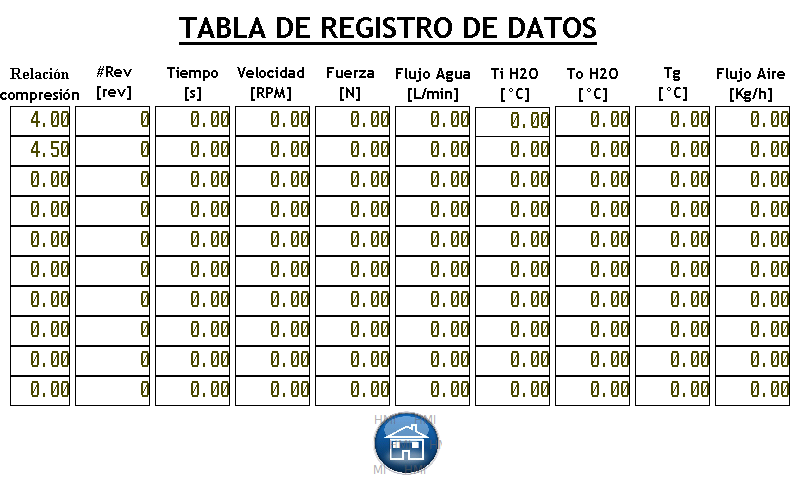 TABLA DE REGISTRO DE DATOS
Relación #Rev Tiempo Velocidad Fuerza Flujo Agua Ti H2O To H2O Tg Flujo Aire
compresión [rev] [s] [RPM] [N] [L/min] [°C] [°C] [°C] [Kg/h]
4.00 0 0.00 0.00 0.00 0.00 0.00 0.00 0.00 0.00
4.50 0 0.00 0.00 0.00 0.00 0.00 0.00 0.00 0.00
0.00 0 0.00 0.00 0.00 0.00 0.00 0.00 0.00 0.00
0.00 0 0.00 0.00 0.00 0.00 0.00 0.00 0.00 0.00
0.00 0 0.00 0.00 0.00 0.00 0.00 0.00 0.00 0.00
0.00 0 0.00 0.00 0.00 0.00 0.00 0.00 0.00 0.00
0.00 0 0.00 0.00 0.00 0.00 0.00 0.00 0.00 0.00
0.00 0 0.00 0.00 0.00 0.00 0.00 0.00 0.00 0.00
0.00 0 0.00 0.00 0.00 0.00 0.00 0.00 0.00 0.00
0.00 0 0.00 0.00 0.00 0.00 0.00 0.00 0.00 0.00